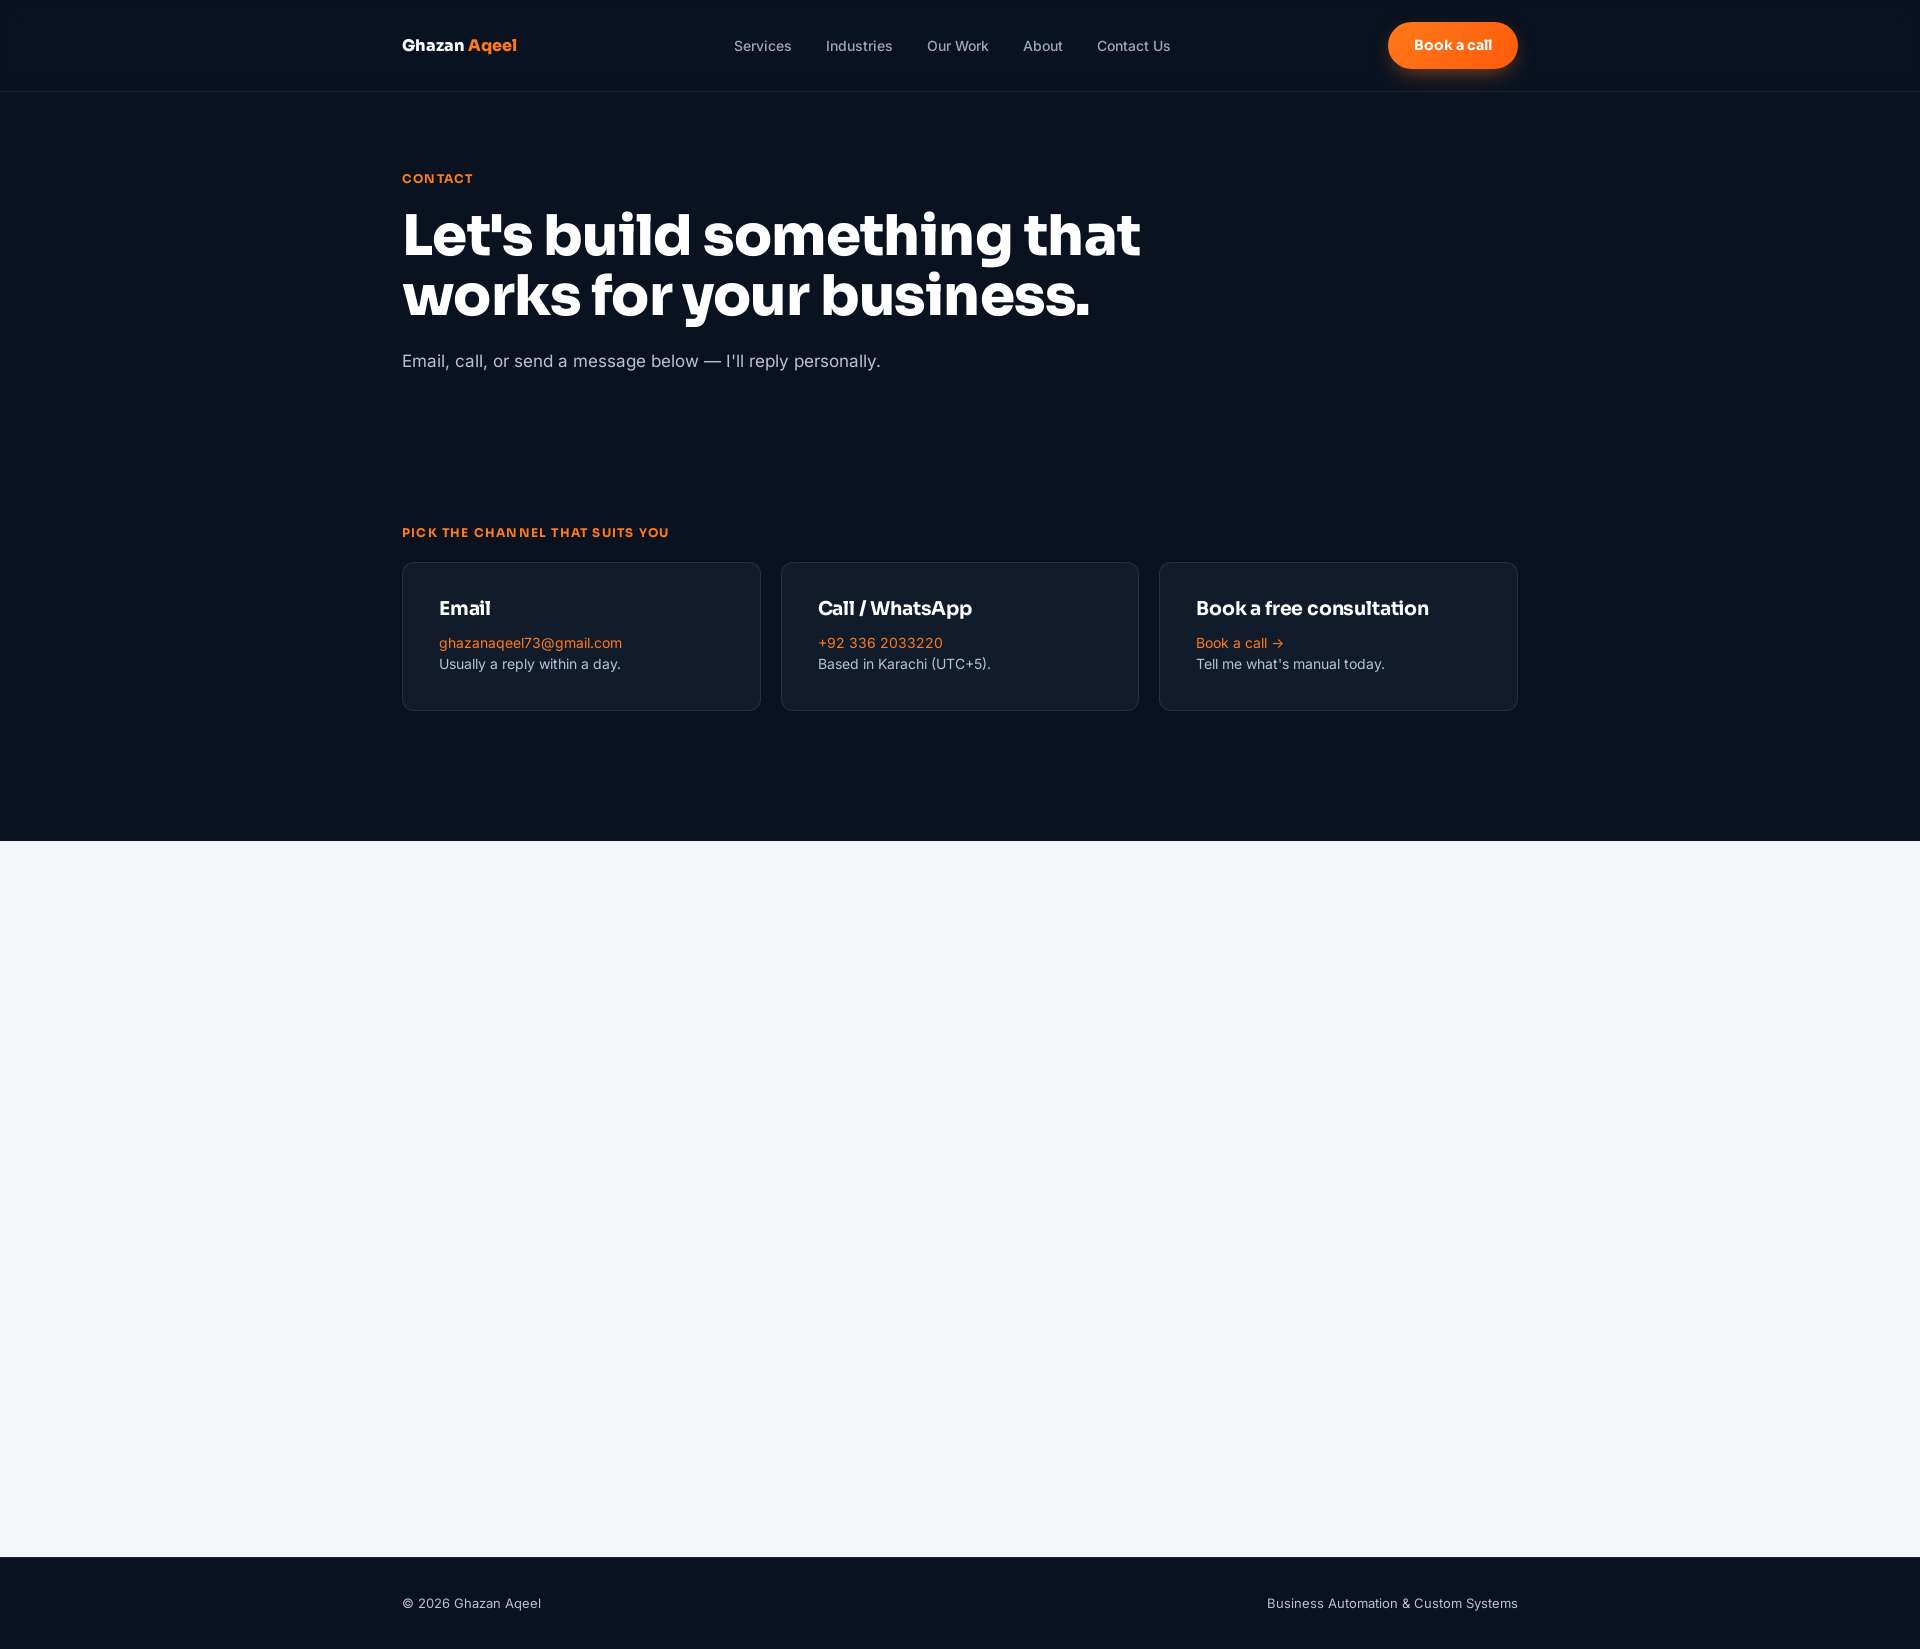 Ghazan Aqeel
Services
Industries
Our Work
About
Contact Us
Book a call
CONTACT
Let's build something that
works for your business.
Email, call, or send a message below — I'll reply personally.
PICK THE CHANNEL THAT SUITS YOU
Email
ghazanaqeel73@gmail.com
Usually a reply within a day.
Call / WhatsApp
+92 336 2033220
Based in Karachi (UTC+5).
Book a free consultation
Book a call →
Tell me what's manual today.
© 2026 Ghazan Aqeel
Business Automation & Custom Systems